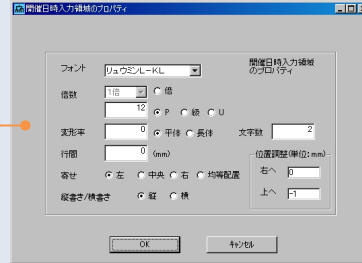 開催日時入力領域のプロパティ
フォント リュウミンL-KL
開催日時入力領域
のプロパティ
倍数 1倍 倍
12 P 級 U
変形率 0 平体 長体 文字数 2
行間 0 (mm)
位置調整(単位:mm)
寄せ 左 中央 右 均等配置
右へ 0
縦書き/横書き 縦 横
上へ -1
OK キャンセル